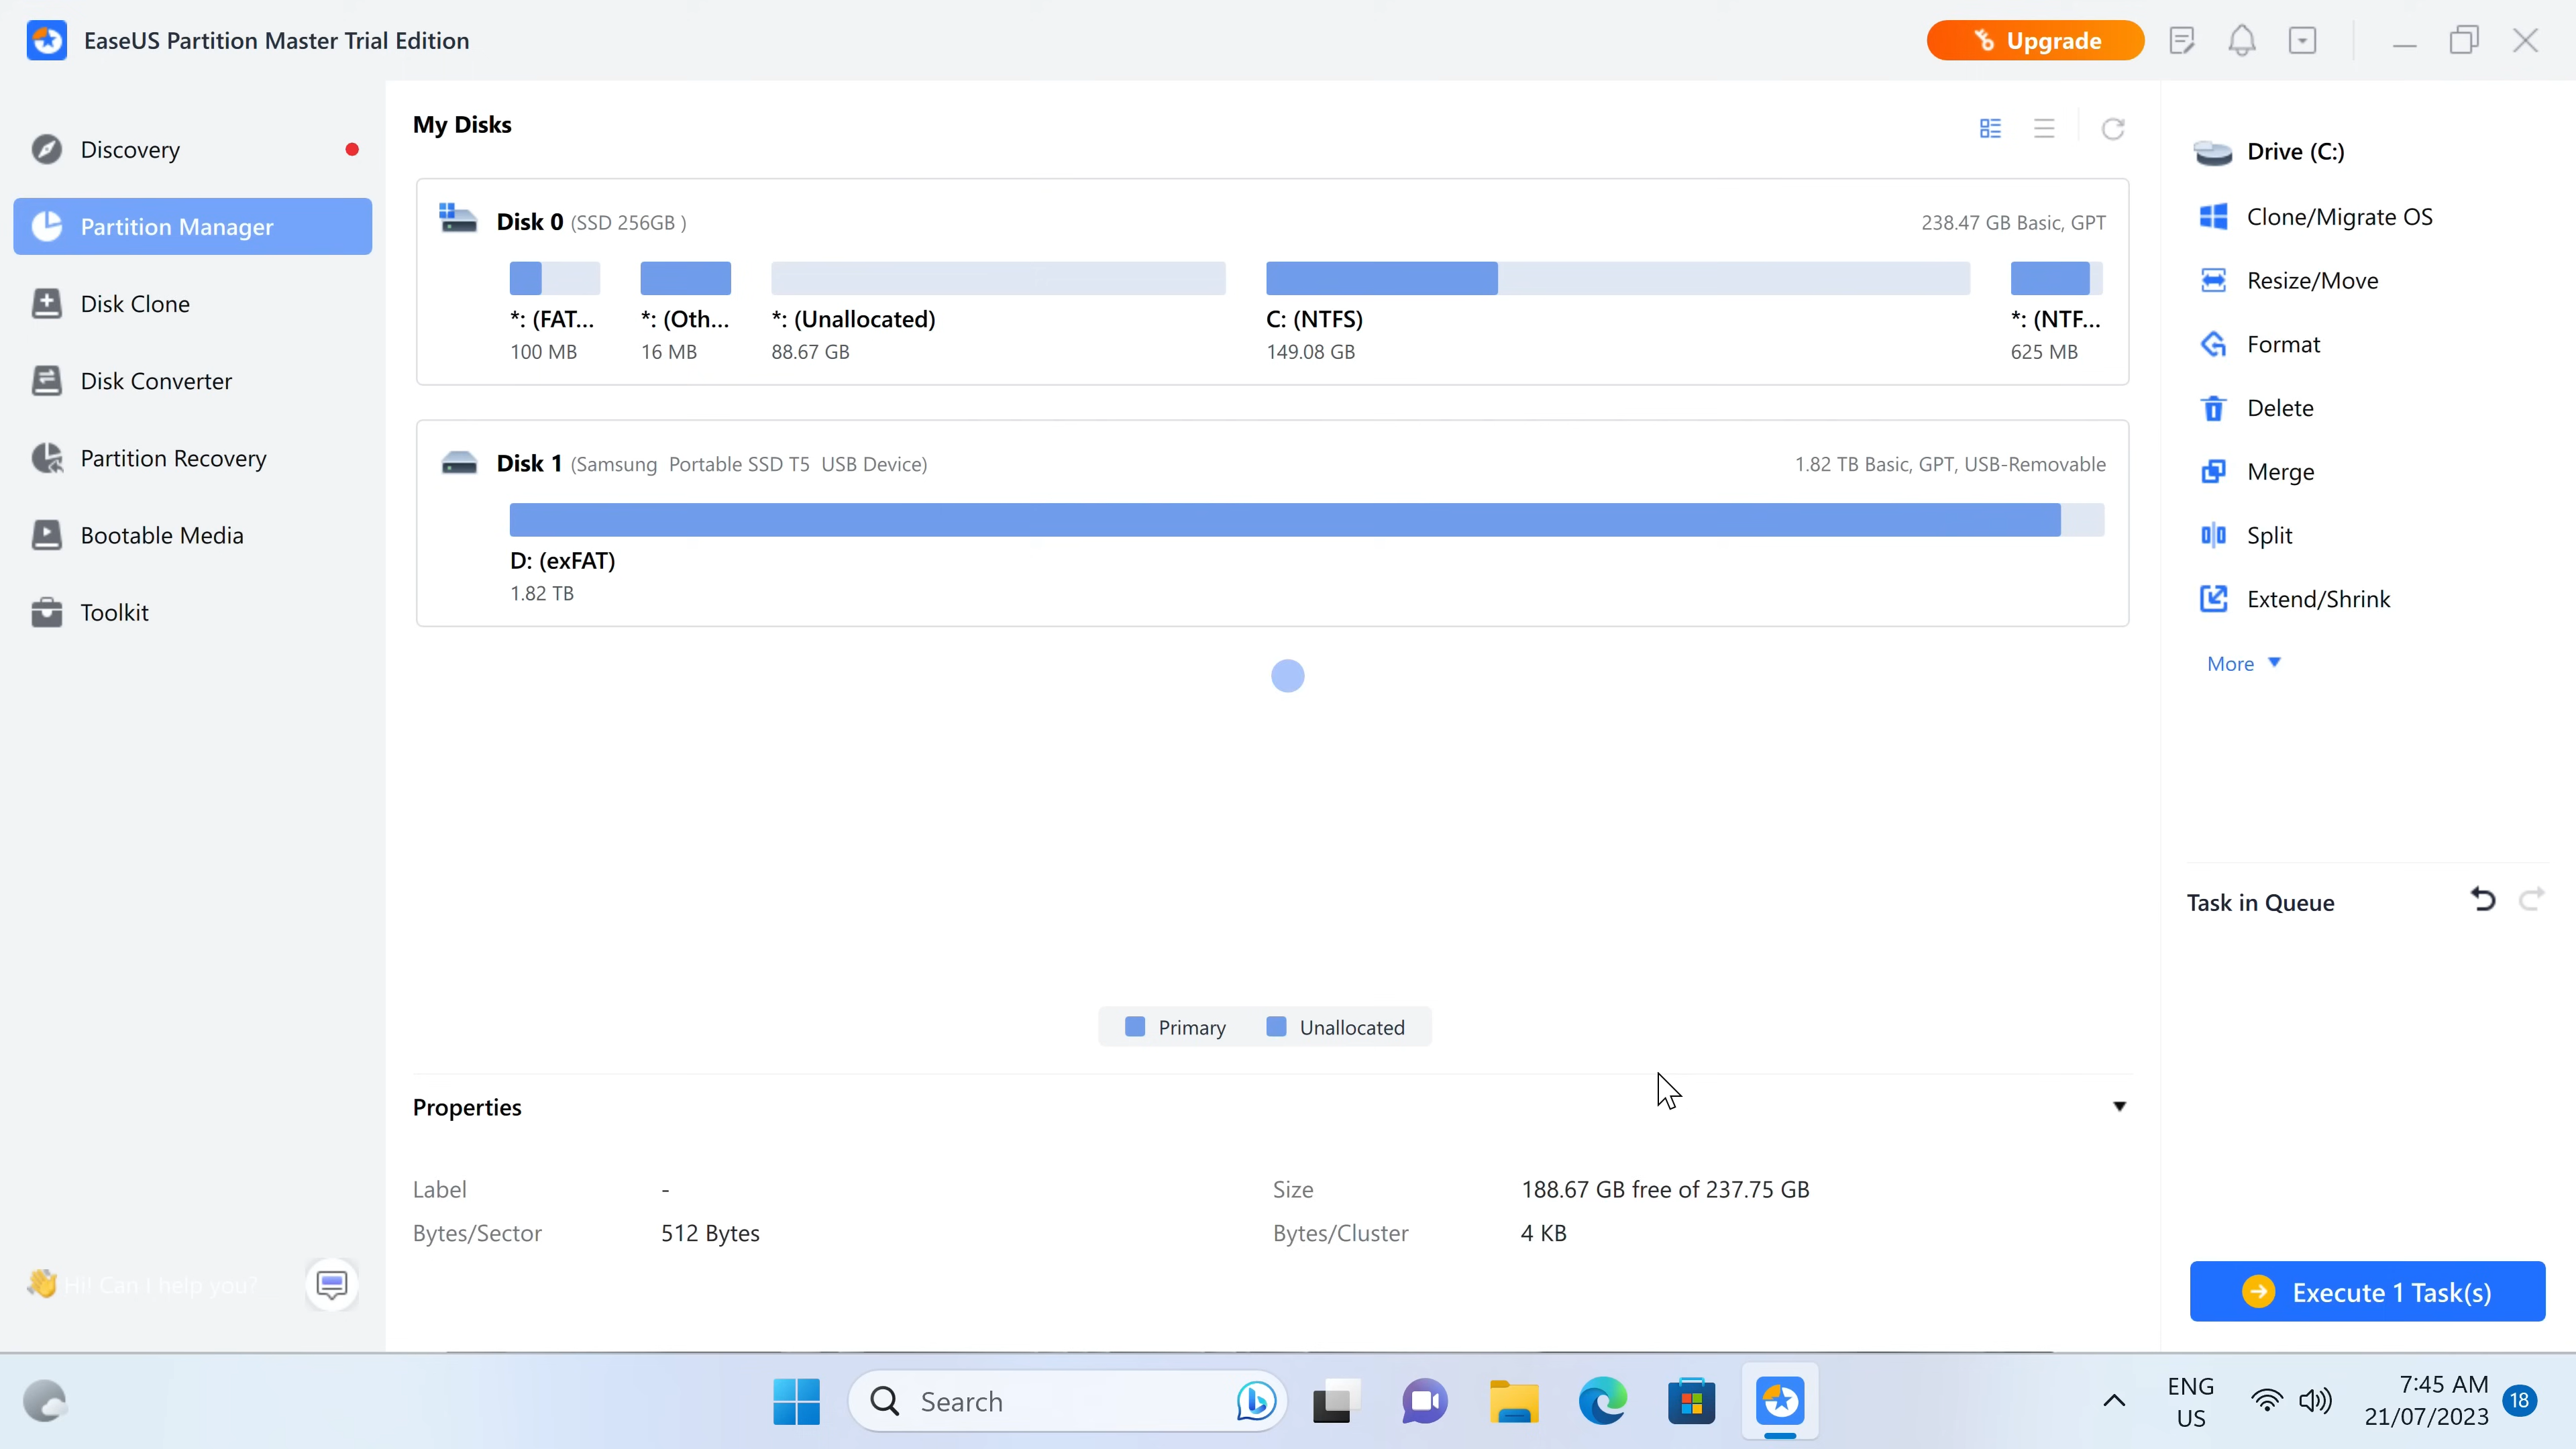 EaseUS Partition Master Trial Edition
Upgrade
Discovery
Partition Manager
Disk Clone
Disk Converter
Partition Recovery
Bootable Media
Toolkit
Hi! Can I help you?
My Disks
Disk 0 (SSD 256GB )
238.47 GB Basic, GPT
*: (FAT...
100 MB
*: (Oth...
16 MB
*: (Unallocated)
88.67 GB
C: (NTFS)
149.08 GB
*: (NTF...
625 MB
Disk 1 (Samsung Portable SSD T5 USB Device)
1.82 TB Basic, GPT, USB-Removable
D: (exFAT)
1.82 TB
Primary
Unallocated
Properties
Label
-
Size
188.67 GB free of 237.75 GB
Bytes/Sector
512 Bytes
Bytes/Cluster
4 KB
Drive (C:)
Clone/Migrate OS
Resize/Move
Format
Delete
Merge
Split
Extend/Shrink
More
Task in Queue
Execute 1 Task(s)
Search
ENG
US
7:45 AM
21/07/2023
18